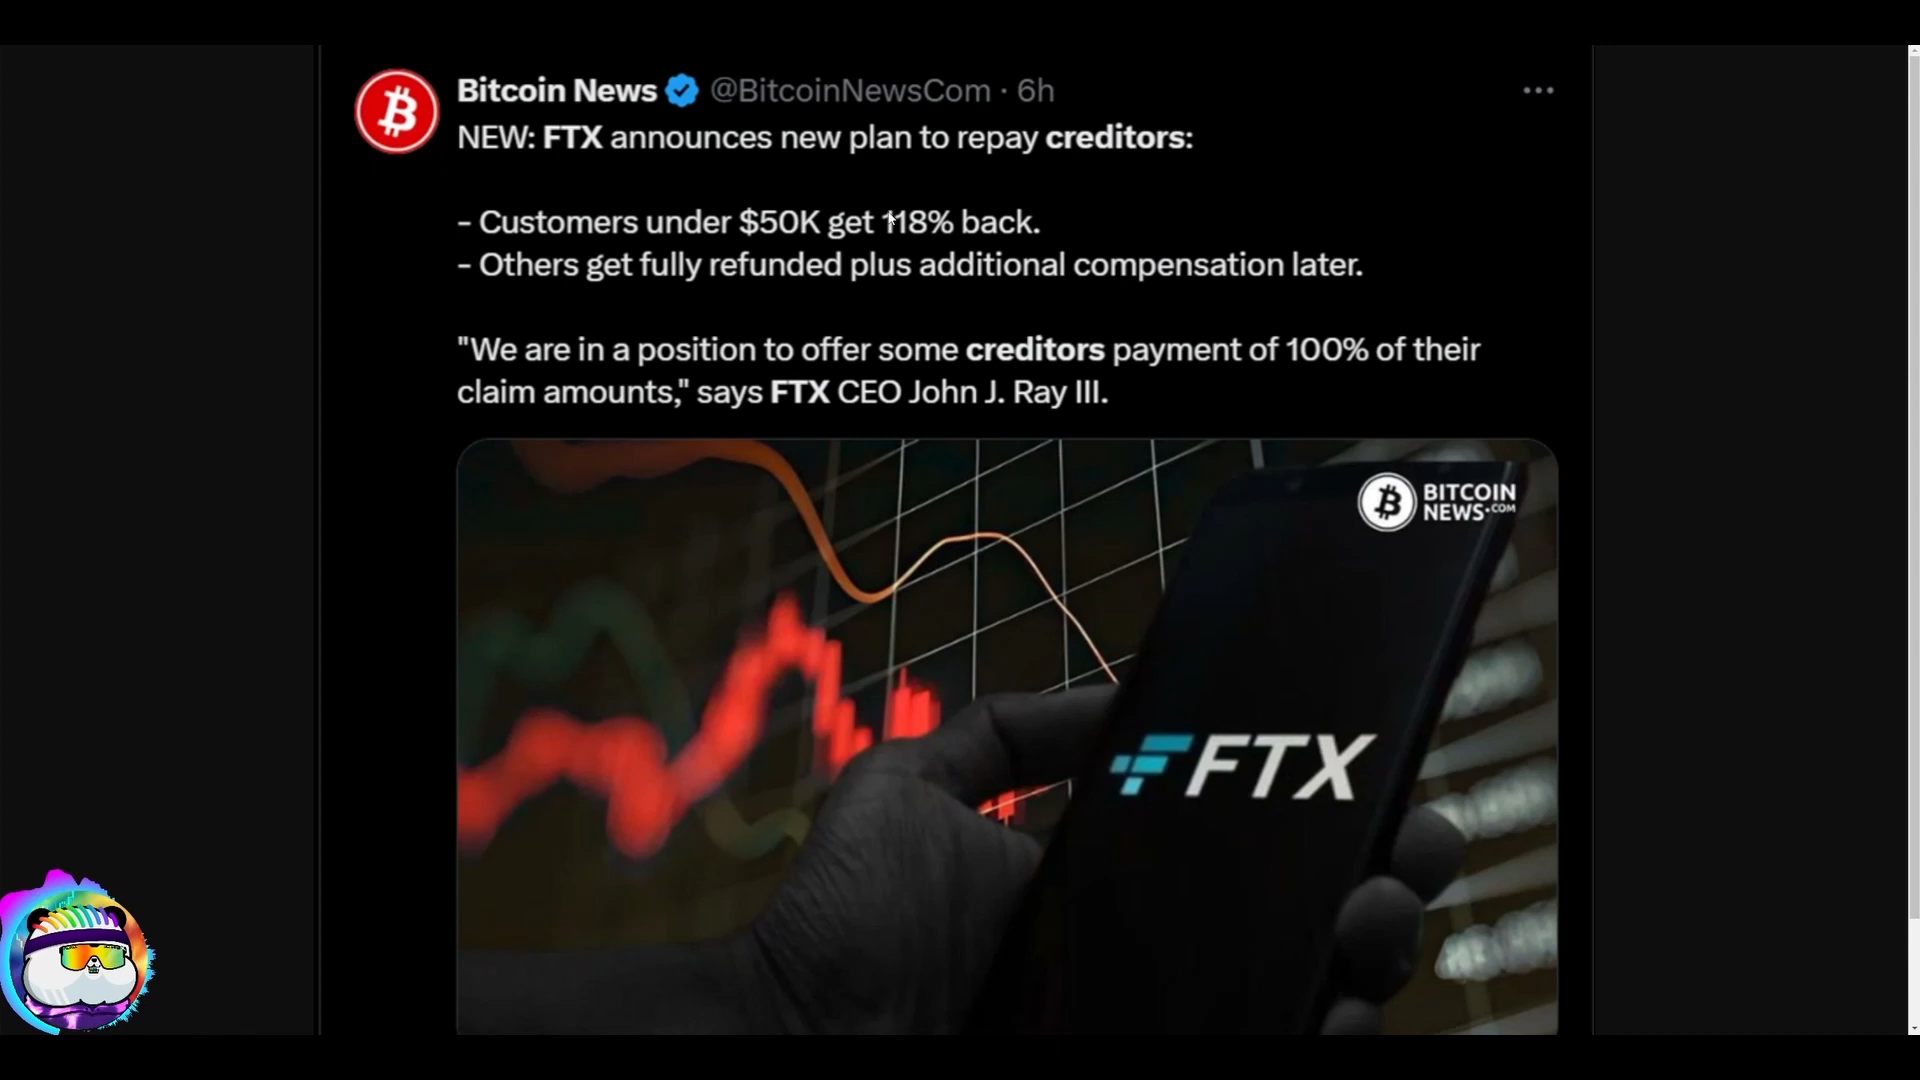 Bitcoin News @BitcoinNewsCom · 6h
NEW: FTX announces new plan to repay creditors:
- Customers under $50K get 118% back.
- Others get fully refunded plus additional compensation later.
"We are in a position to offer some creditors payment of 100% of their
claim amounts," says FTX CEO John J. Ray III.
BITCOIN
NEWS.COM
FTX